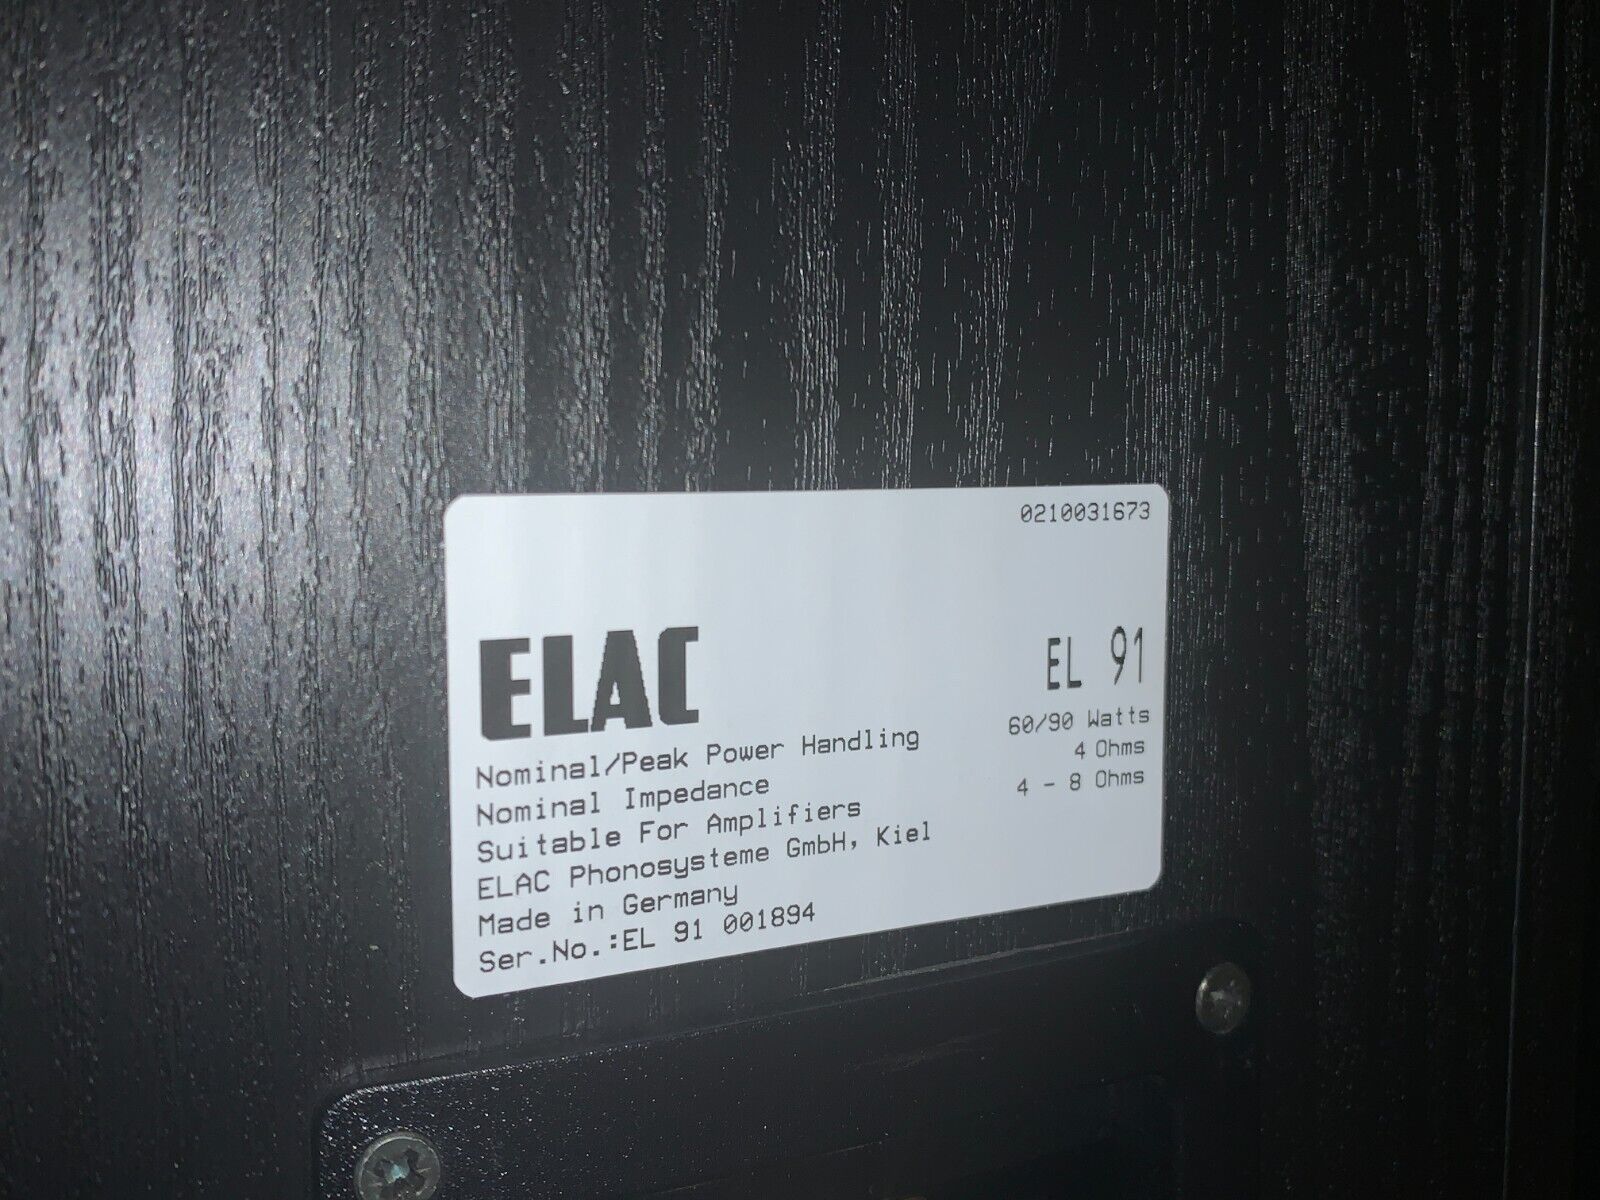 0210031673
ELAC
EL 91
Nominal/Peak Power Handling 60/90 Watts
Nominal Impedance 4 Ohms
Suitable For Amplifiers 4 - 8 Ohms
ELAC Phonosysteme GmbH, Kiel
Made in Germany
Ser.No.:EL 91 001894